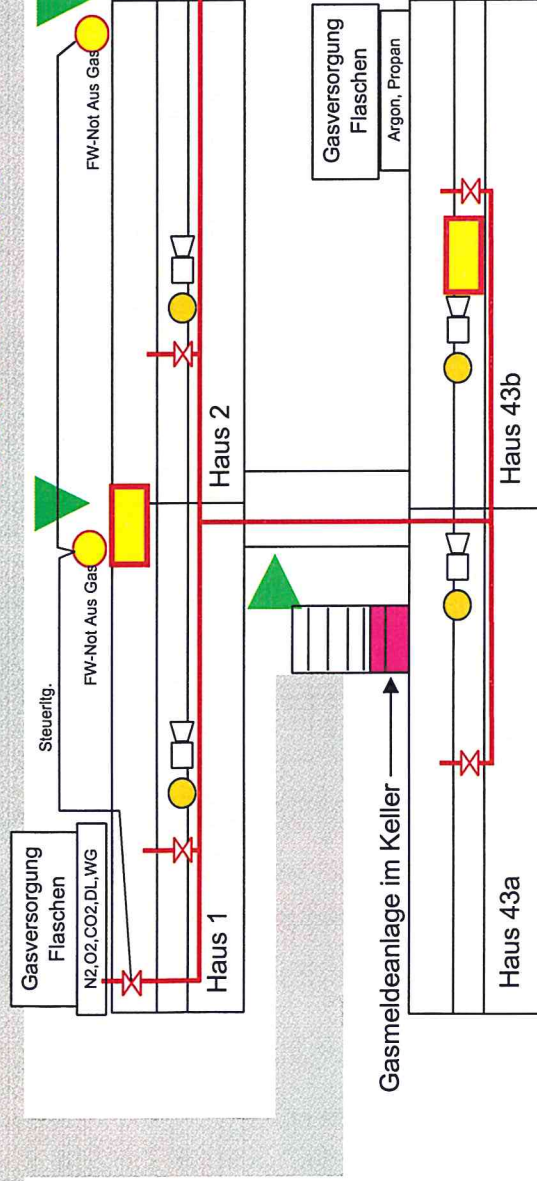 Gasversorgung
Flaschen
N2,O2,CO2,DL,WG
Steuerltg.
FW-Not Aus Gas
FW-Not Aus Gas
Haus 1
Haus 2
Gasversorgung
Flaschen
Argon, Propan
Gasmeldeanlage im Keller
Haus 43a
Haus 43b